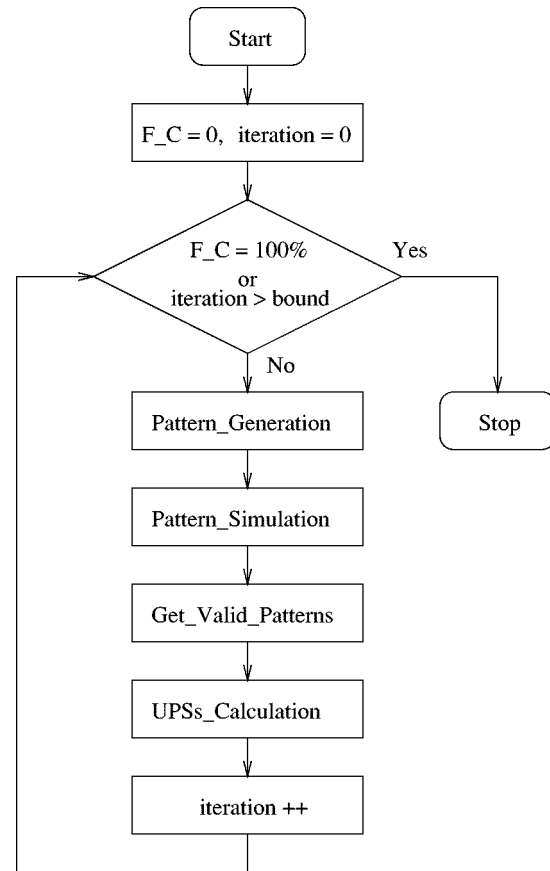 Start
F_C = 0, iteration = 0
F_C = 100%
or
iteration > bound
Yes
No
Pattern_Generation
Stop
Pattern_Simulation
Get_Valid_Patterns
UPSs_Calculation
iteration ++